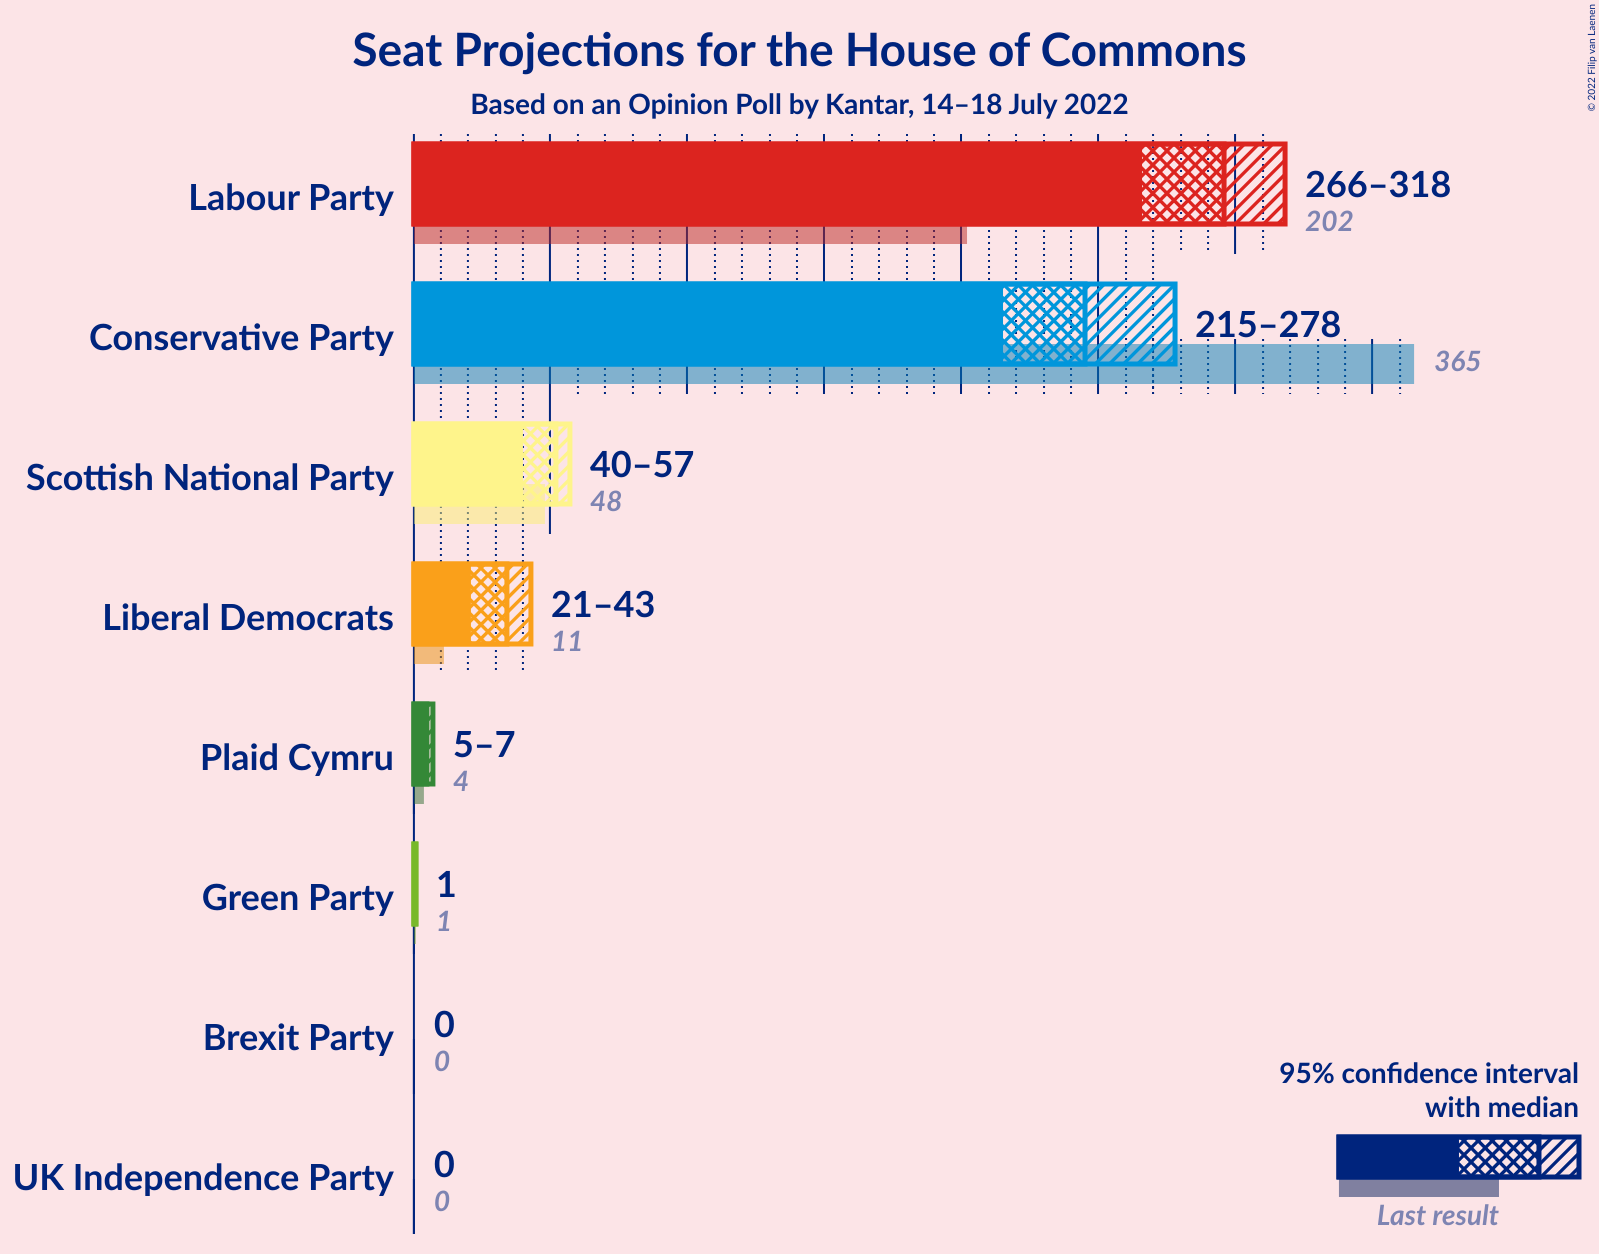 Seat Projections for the House of Commons
Based on an Opinion Poll by Kantar, 14–18 July 2022
© 2022 Filip van Laenen
Labour Party
266–318
202
Conservative Party
215–278
365
Scottish National Party
40–57
48
Liberal Democrats
21–43
11
Plaid Cymru
5–7
4
Green Party
1
1
Brexit Party
0
0
UK Independence Party
0
0
95% confidence interval
with median
Last result